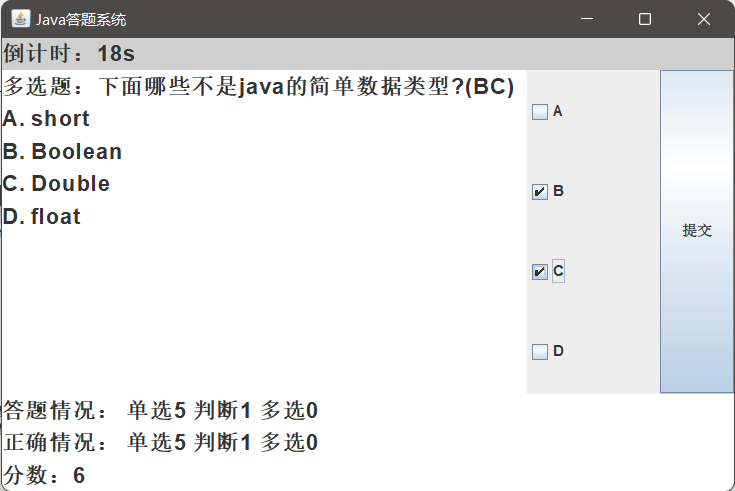 Java答题系统
倒计时：18s
多选题：下面哪些不是java的简单数据类型?(BC)
A. short
B. Boolean
C. Double
D. float
A
B
C
D
提交
答题情况： 单选5 判断1 多选0
正确情况： 单选5 判断1 多选0
分数：6